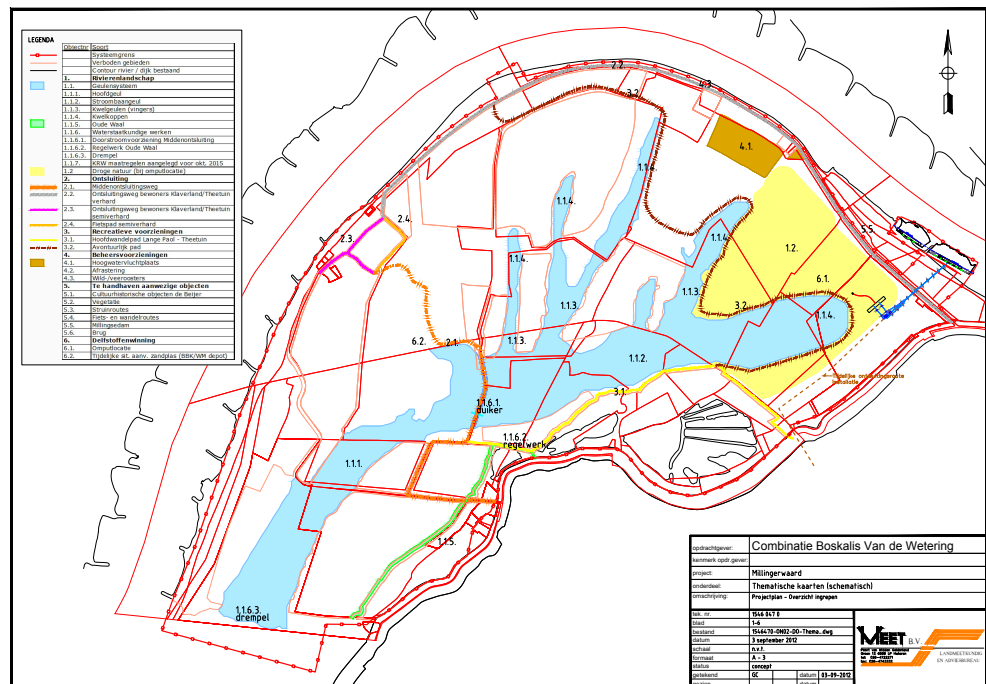 LEGENDA
Objectnr Soort
Systeemgrens
Verboden gebieden
Contour rivier / dijk bestaand
1. Rivierenlandschap
1.1. Geulensysteem
1.1.1. Hoofdgeul
1.1.2. Stroombaangeul
1.1.3. Kwelgeulen (vingers)
1.1.4. Kwelkoppen
1.1.5. Oude Waal
1.1.6. Waterstaatkundige werken
1.1.6.1. Doorstroomvoorziening Middenontsluiting
1.1.6.2. Regelwerk Oude Waal
1.1.6.3. Drempel
1.1.7. KRW maatregelen aangelegd voor okt. 2015
1.2 Droge natuur (bij omputlocatie)
2. Ontsluiting
2.1. Middenontsluitingsweg
2.2. Ontsluitingsweg bewoners Klaverland/Theetuin
verhard
2.3. Ontsluitingsweg bewoners Klaverland/Theetuin
semiverhard
2.4. Fietspad semiverhard
3. Recreatieve voorzieningen
3.1. Hoofdwandelpad Lange Paol - Theetuin
3.2. Avontuurlijk pad
4. Beheersvoorzieningen
4.1. Hoogwatervluchtplaats
4.2. Afrastering
4.3. Wild-/veeroosters
5. Te handhaven aanwezige objecten
5.1. Cultuurhistorische objecten de Beijer
5.2. Vegetatie
5.3. Struinroutes
5.4. Fiets- en wandelroutes
5.5. Millingsedam
5.6. Brug
6. Delfstoffenwinning
6.1. Omputlocatie
6.2. Tijdelijke sit. aanv. zandplas (BBK/WM depot)
2.2.
4.3.
3.2.
4.1.
1.1.4.
1.1.4.
2.4.
2.3.
1.1.4.
5.5.
1.2.
1.1.4.
6.1.
1.1.3.
1.1.3.
3.2.
1.1.4.
6.2.
2.1.
1.1.3.
1.1.2.
3.1.
1.1.6.1.
duiker
1.1.6.2.
regelwerk
1.1.1.
1.1.5.
1.1.6.3.
drempel
opdrachtgever: Combinatie Boskalis Van de Wetering
kenmerk opdr.gever:
project: Millingerwaard
onderdeel: Thematische kaarten (schematisch)
omschrijving: Projectplan - Overzicht ingrepen
tek. nr. 1546 047 0
blad 1-6
bestand 1546470-ON02-DO-Thema..dwg
datum 3 september 2012
schaal n.v.t.
formaat A - 3
status concept
getekend GC datum 03-09-2012
MEET B.V.
LANDMEETKUNDIG
EN ADVIESBUREAU